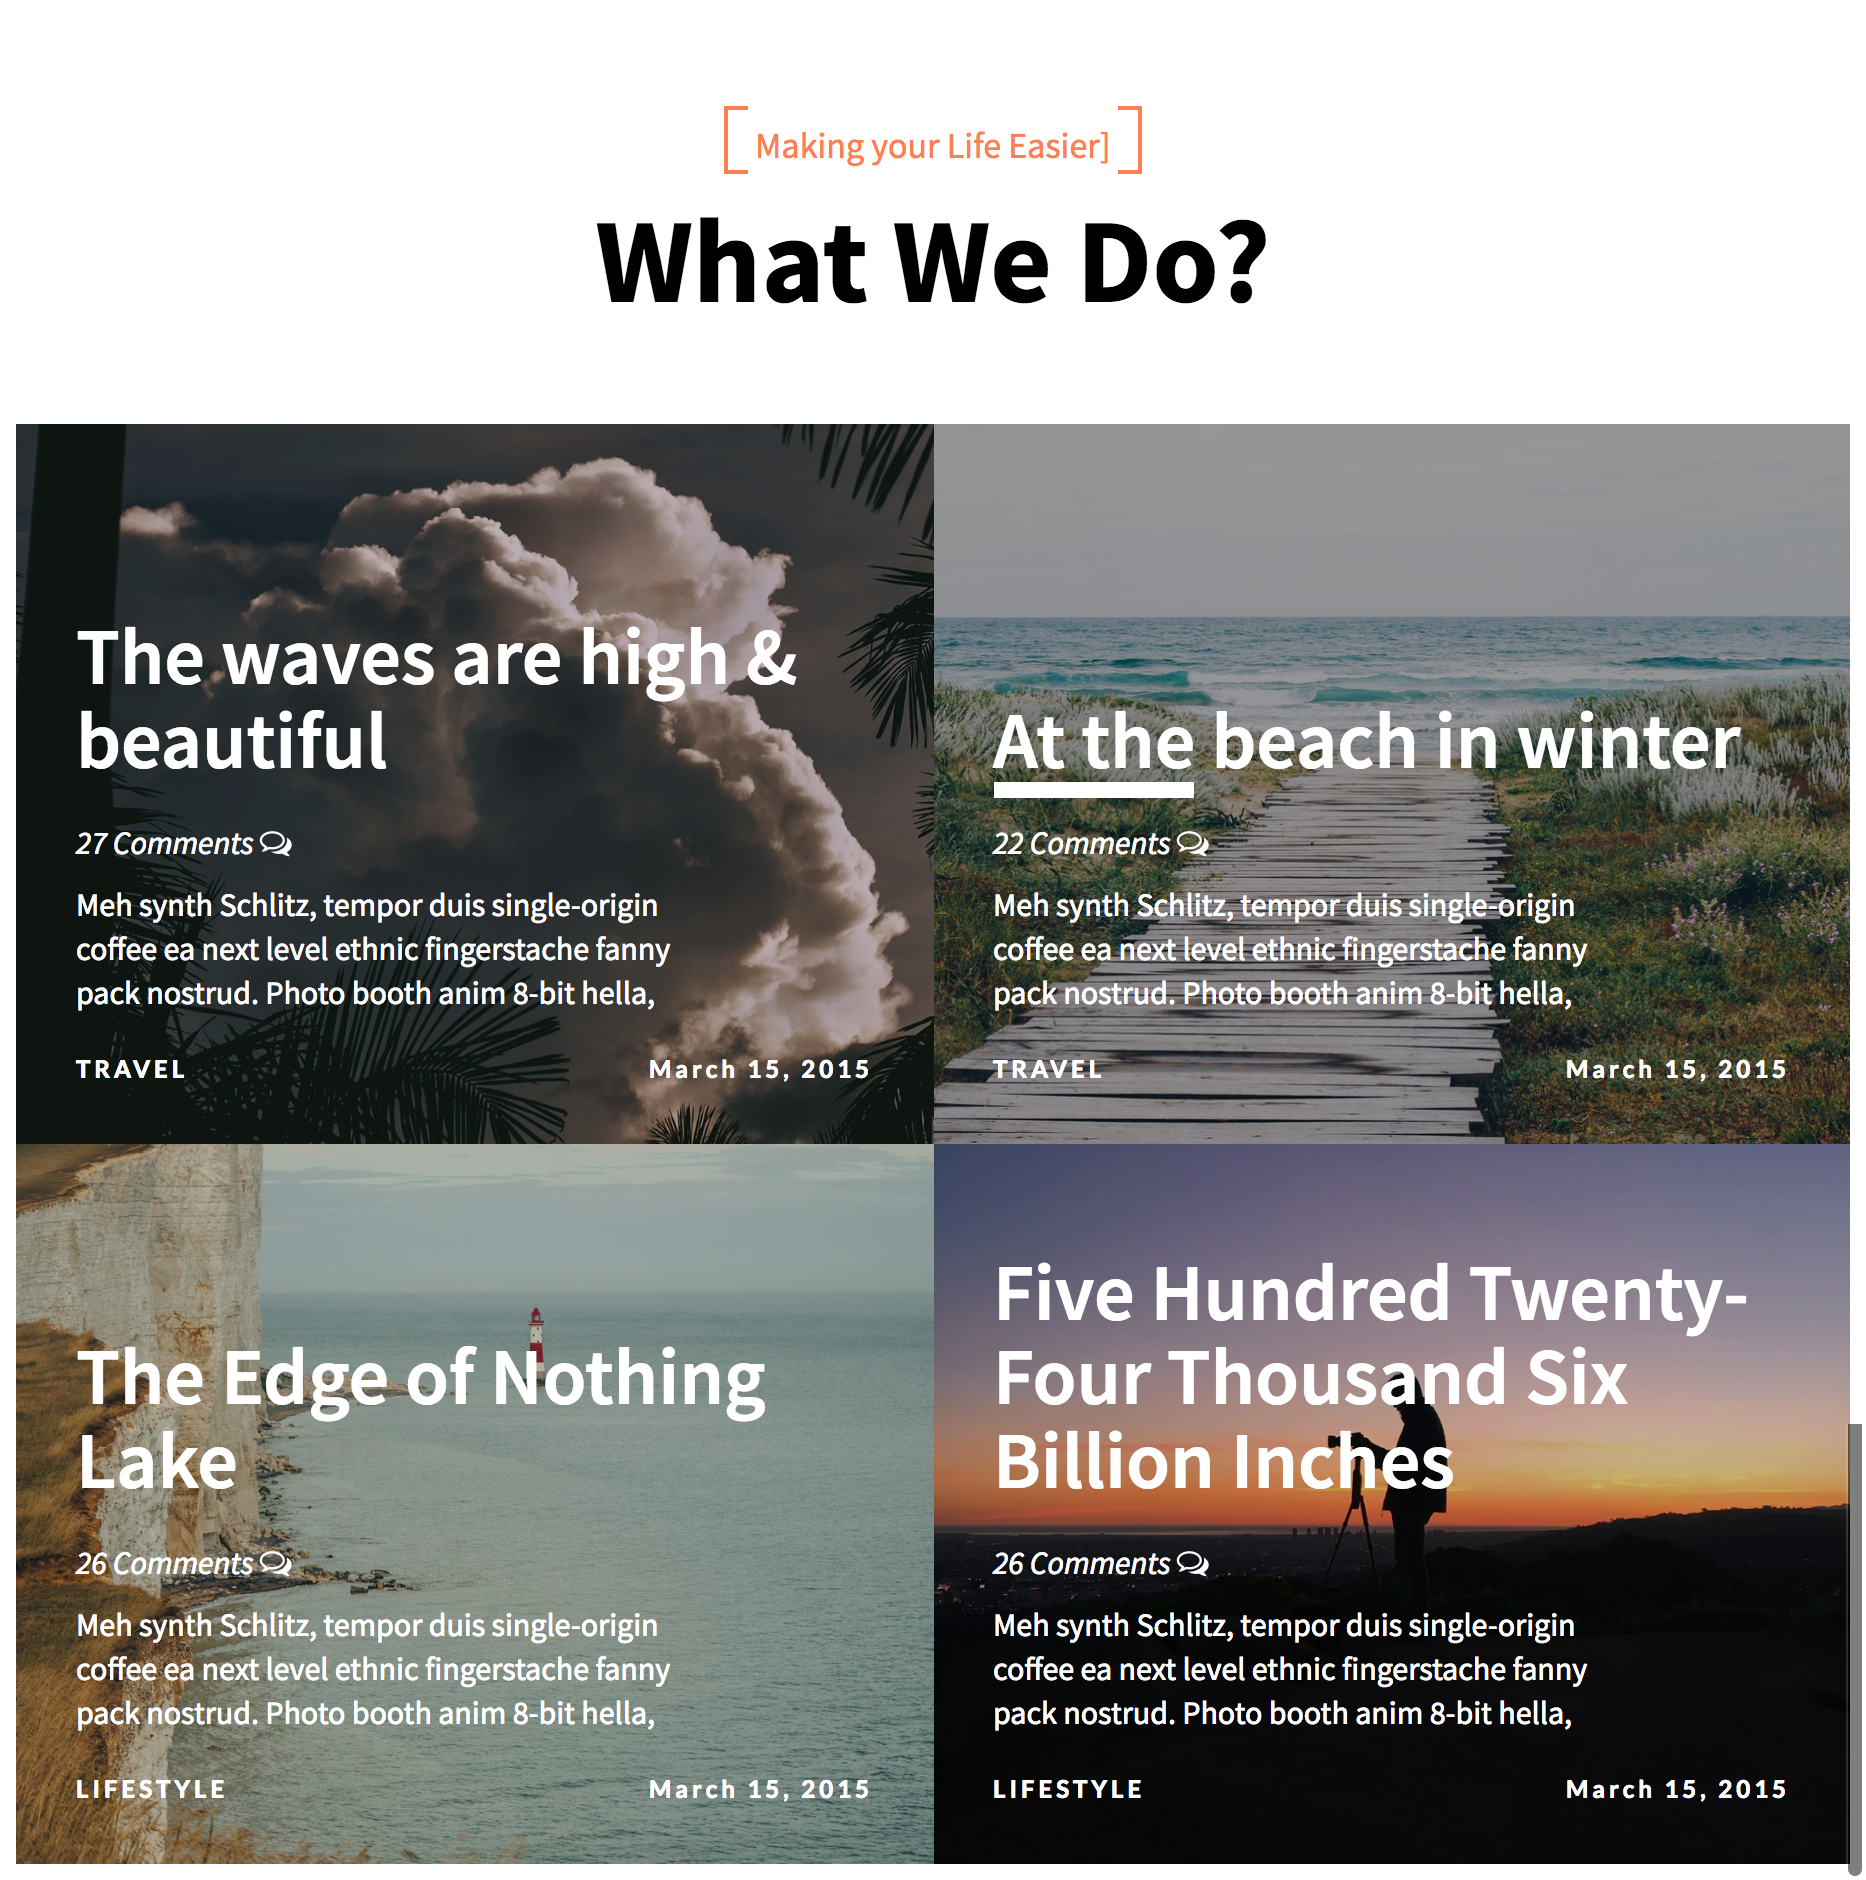 Making your Life Easier]
What We Do?
The waves are high &
beautiful
27 Comments
Meh synth Schlitz, tempor duis single-origin
coffee ea next level ethnic fingerstache fanny
pack nostrud. Photo booth anim 8-bit hella,
TRAVEL March 15, 2015
At the beach in winter
22 Comments
Meh synth Schlitz, tempor duis single-origin
coffee ea next level ethnic fingerstache fanny
pack nostrud. Photo booth anim 8-bit hella,
TRAVEL March 15, 2015
The Edge of Nothing
Lake
26 Comments
Meh synth Schlitz, tempor duis single-origin
coffee ea next level ethnic fingerstache fanny
pack nostrud. Photo booth anim 8-bit hella,
LIFESTYLE March 15, 2015
Five Hundred Twenty-
Four Thousand Six
Billion Inches
26 Comments
Meh synth Schlitz, tempor duis single-origin
coffee ea next level ethnic fingerstache fanny
pack nostrud. Photo booth anim 8-bit hella,
LIFESTYLE March 15, 2015